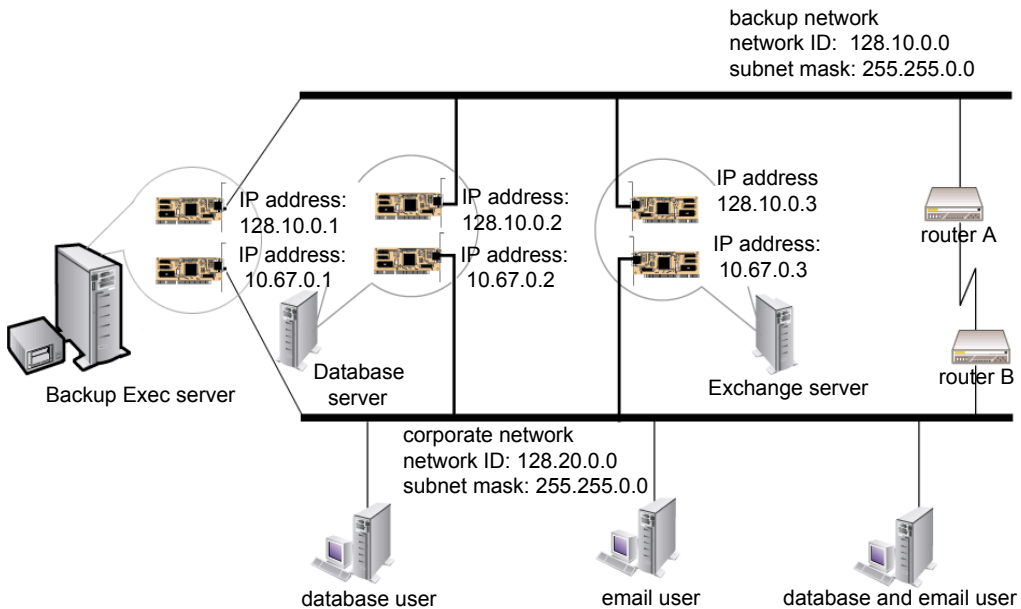 backup network
network ID: 128.10.0.0
subnet mask: 255.255.0.0
IP address:
128.10.0.1
IP address:
10.67.0.1
IP address:
128.10.0.2
IP address:
10.67.0.2
IP address
128.10.0.3
IP address:
10.67.0.3
router A
router B
Backup Exec server
Database
server
Exchange server
corporate network
network ID: 128.20.0.0
subnet mask: 255.255.0.0
database user
email user
database and email user